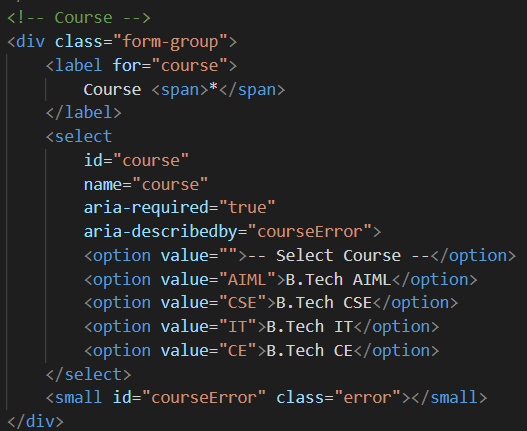 <!-- Course -->
<div class="form-group">
    <label for="course">
        Course <span>*</span>
    </label>
    <select
        id="course"
        name="course"
        aria-required="true"
        aria-describedby="courseError">
        <option value="">-- Select Course --</option>
        <option value="AIML">B.Tech AIML</option>
        <option value="CSE">B.Tech CSE</option>
        <option value="IT">B.Tech IT</option>
        <option value="CE">B.Tech CE</option>
    </select>
    <small id="courseError" class="error"></small>
</div>